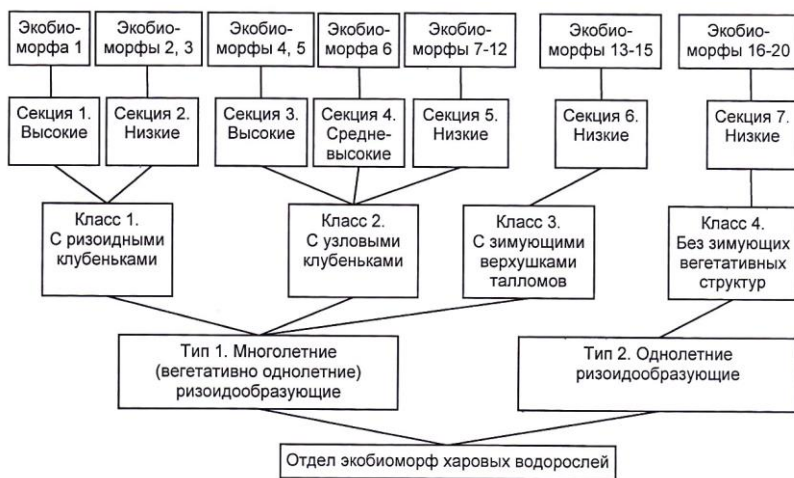 Экобио-
морфа 1
Экобио-
морфы 2, 3
Экобио-
морфы 4, 5
Экобио-
морфа 6
Экобио-
морфы 7-12
Экобио-
морфы 13-15
Экобио-
морфы 16-20
Секция 1.
Высокие
Секция 2.
Низкие
Секция 3.
Высокие
Секция 4.
Средне-
высокие
Секция 5.
Низкие
Секция 6.
Низкие
Секция 7.
Низкие
Класс 1.
С ризоидными
клубеньками
Класс 2.
С узловыми
клубеньками
Класс 3.
С зимующими
верхушками
талломов
Класс 4.
Без зимующих
вегетативных
структур
Тип 1. Многолетние
(вегетативно однолетние)
ризоидообразующие
Тип 2. Однолетние
ризоидообразующие
Отдел экобиоморф харовых водорослей